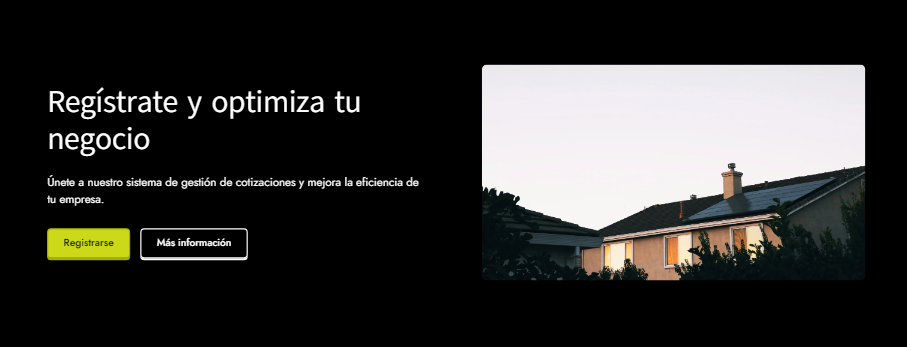 Regístrate y optimiza tu
negocio
Únete a nuestro sistema de gestión de cotizaciones y mejora la eficiencia de
tu empresa.
Registrarse
Más información